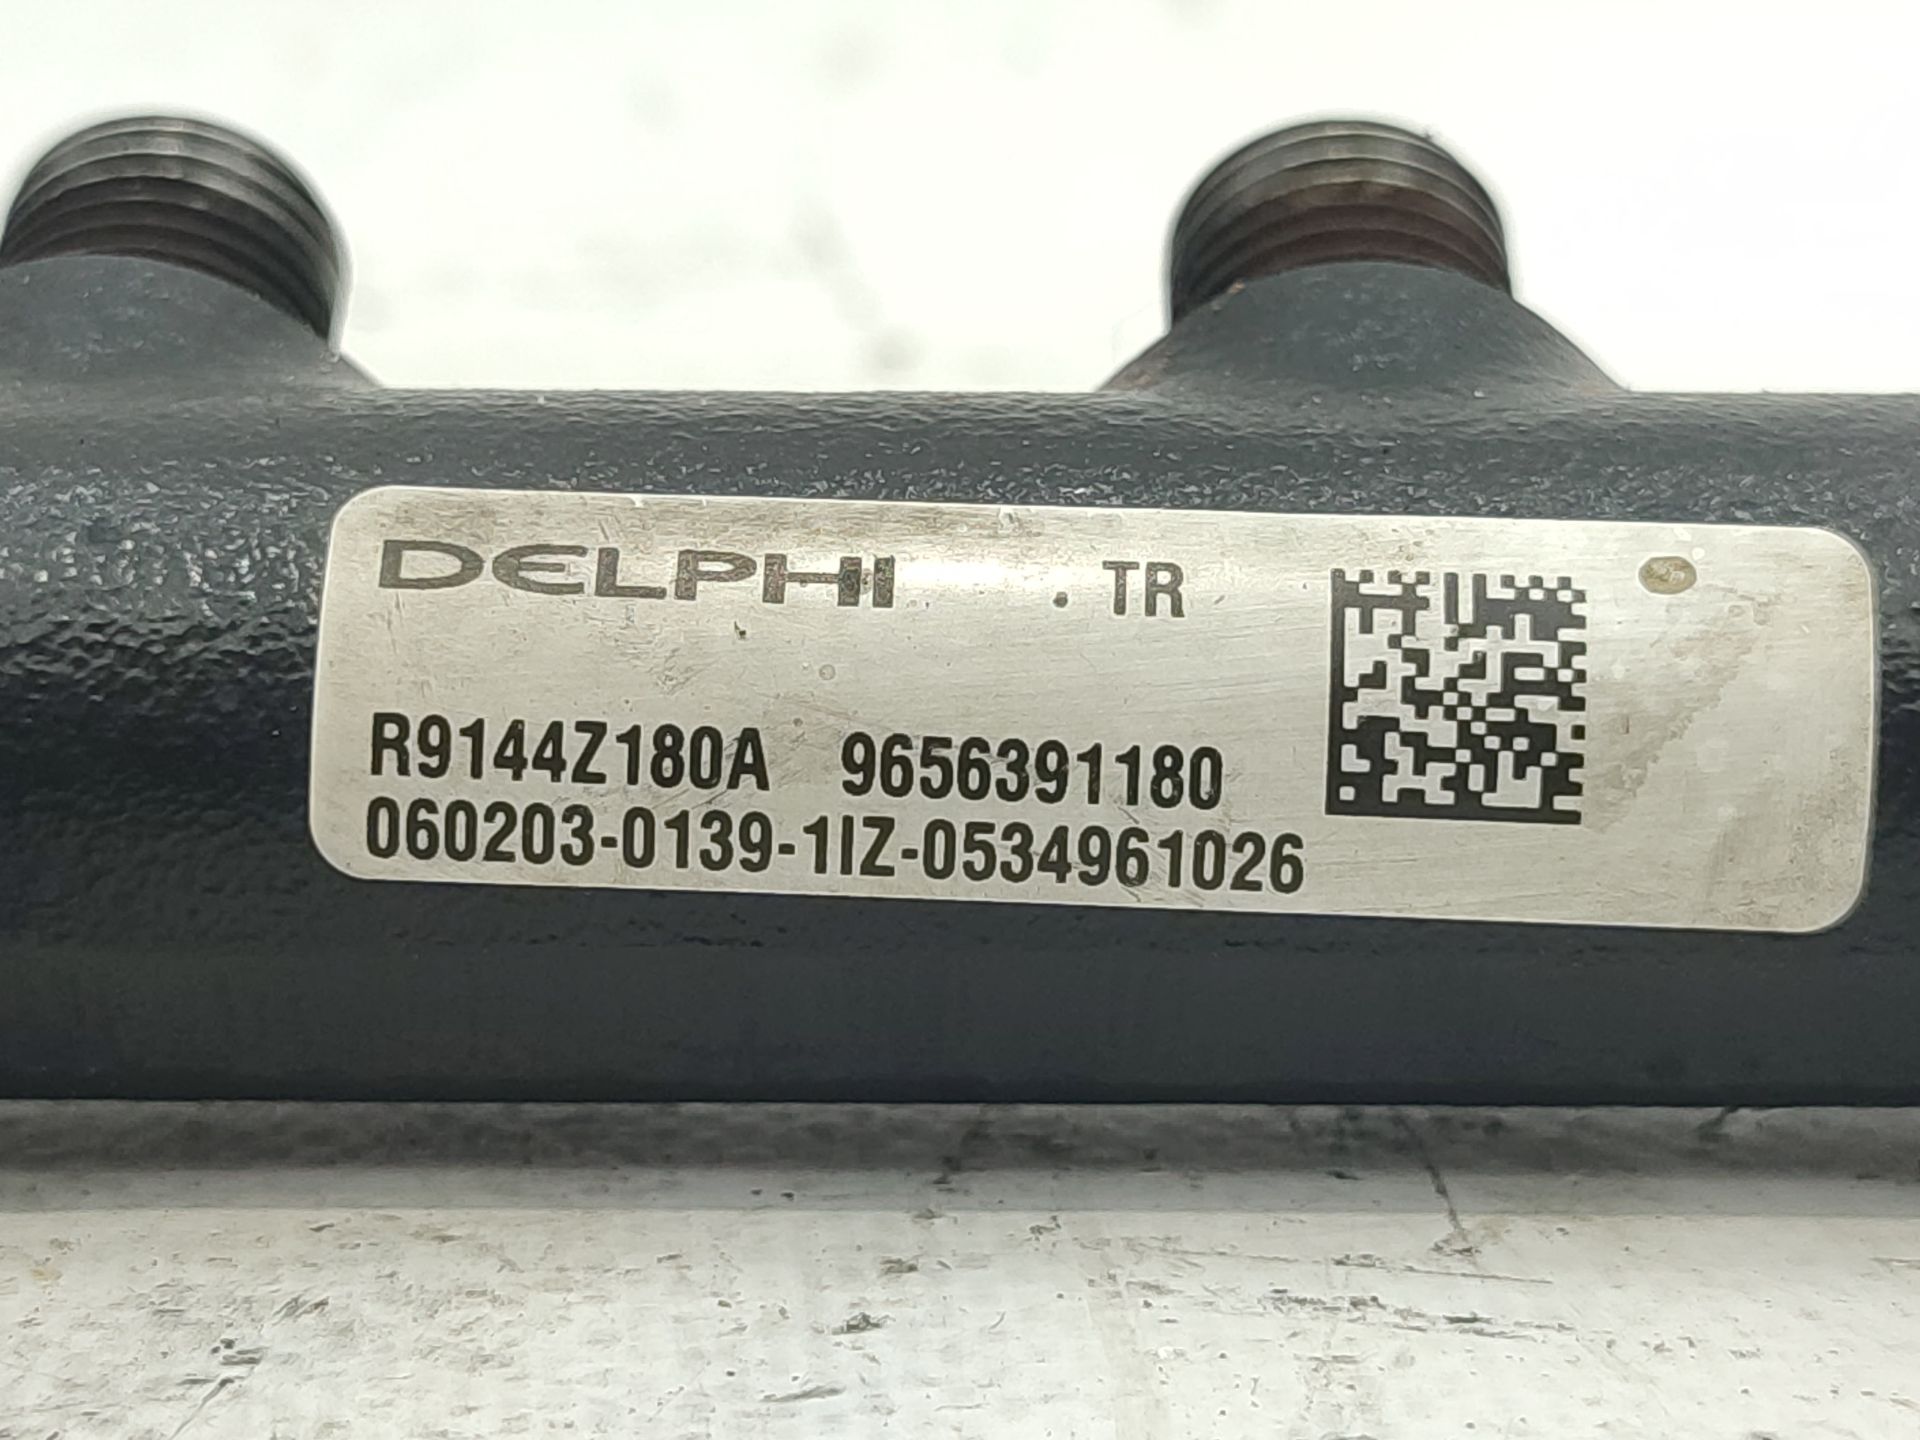 DELPHI . TR
R9144Z180A 9656391180
060203-0139-1IZ-0534961026